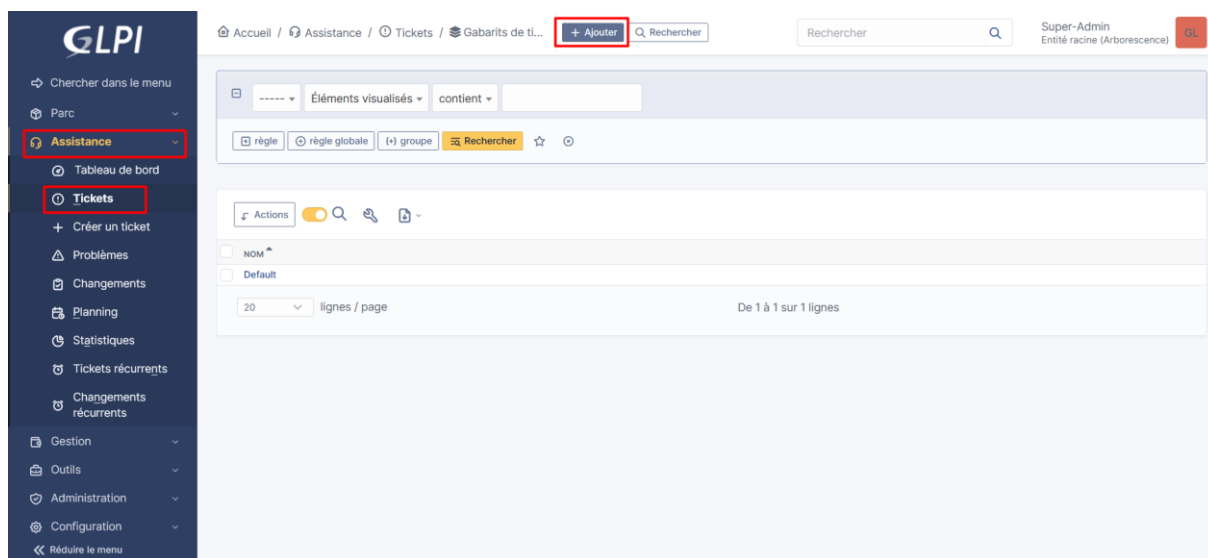 GLPI
Accueil / Assistance / Tickets / Gabarits de ti... + Ajouter Rechercher
Rechercher
Super-Admin
Entité racine (Arborescence)
GL
Chercher dans le menu
Parc
Assistance
Tableau de bord
Tickets
+ Créer un ticket
Problèmes
Changements
Planning
Statistiques
Tickets récurrents
Changements
récurrents
Gestion
Outils
Administration
Configuration
Réduire le menu
----- Éléments visualisés contient
règle règle globale (+) groupe Rechercher
Actions
NOM
Default
20 lignes / page De 1 à 1 sur 1 lignes